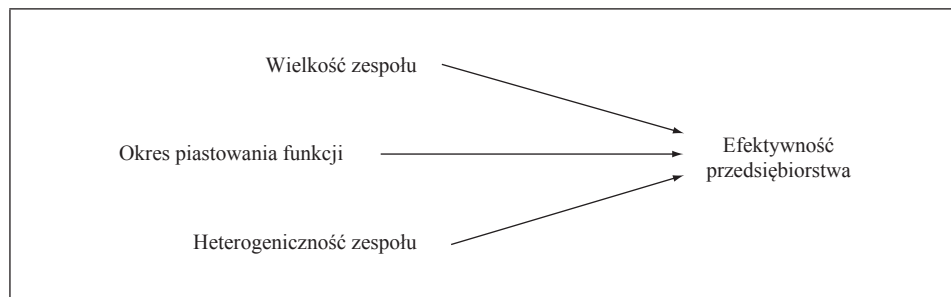 Wielkość zespołu
Okres piastowania funkcji
Heterogeniczność zespołu
Efektywność
przedsiębiorstwa